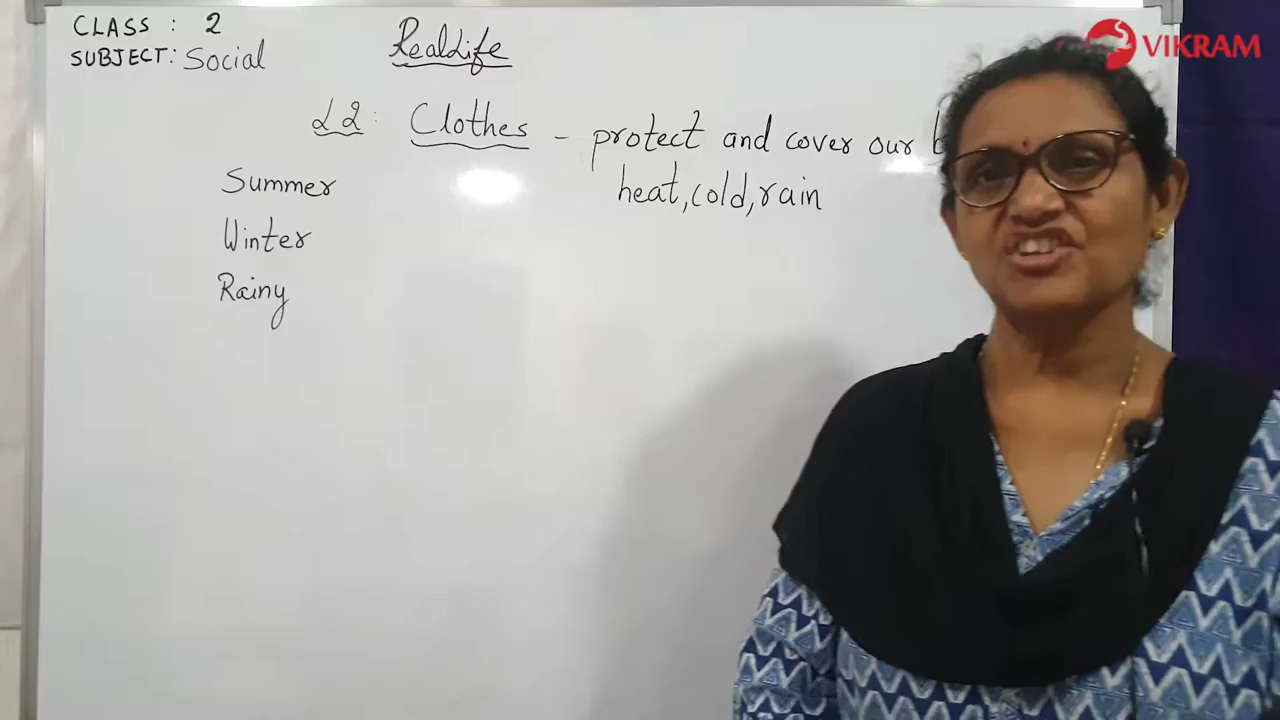 CLASS : 2
SUBJECT: Social
RealLife
VIKRAM
L2: Clothes - protect and cover our
heat, cold, rain
Summer
Winter
Rainy